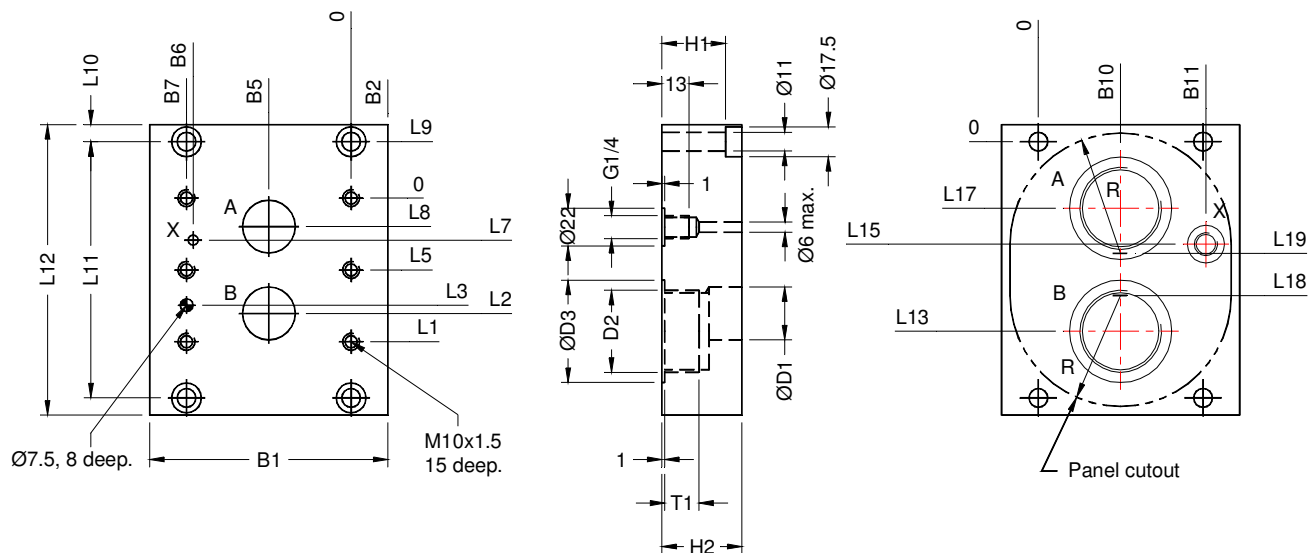 0
L10
B7
B6
B5
B2
L9
A
0
L8
X
L7
L5
L12
L11
L3
L2
B
L1
Ø7.5, 8 deep.
B1
M10x1.5
15 deep.
H1
13
Ø11
Ø17.5
G1/4
1
Ø22
Ø6 max.
ØD3
D2
ØD1
1
T1
H2
0
B10
B11
0
A
R
X
L17
L15
L19
B
L18
L13
R
Panel cutout